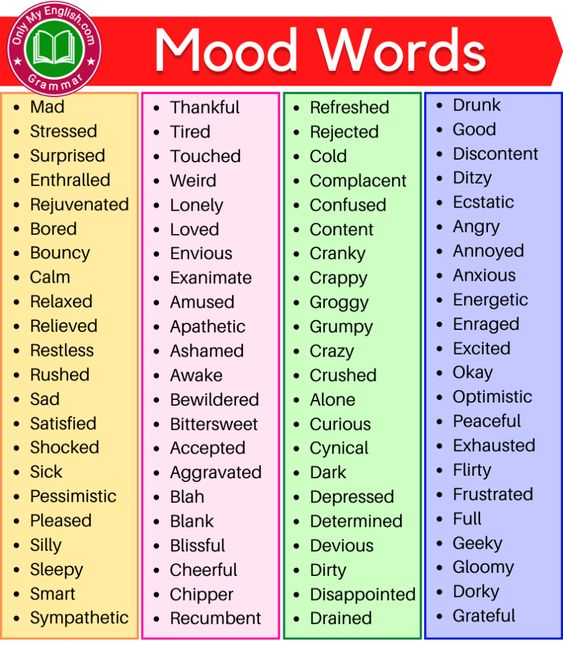 Only My English.com
Grammar
Mood Words
Mad
Stressed
Surprised
Enthralled
Rejuvenated
Bored
Bouncy
Calm
Relaxed
Relieved
Restless
Rushed
Sad
Satisfied
Shocked
Sick
Pessimistic
Pleased
Silly
Sleepy
Smart
Sympathetic
Thankful
Tired
Touched
Weird
Lonely
Loved
Envious
Exanimate
Amused
Apathetic
Ashamed
Awake
Bewildered
Bittersweet
Accepted
Aggravated
Blah
Blank
Blissful
Cheerful
Chipper
Recumbent
Refreshed
Rejected
Cold
Complacent
Confused
Content
Cranky
Crappy
Groggy
Grumpy
Crazy
Crushed
Alone
Curious
Cynical
Dark
Depressed
Determined
Devious
Dirty
Disappointed
Drained
Drunk
Good
Discontent
Ditzy
Ecstatic
Angry
Annoyed
Anxious
Energetic
Enraged
Excited
Okay
Optimistic
Peaceful
Exhausted
Flirty
Frustrated
Full
Geeky
Gloomy
Dorky
Grateful